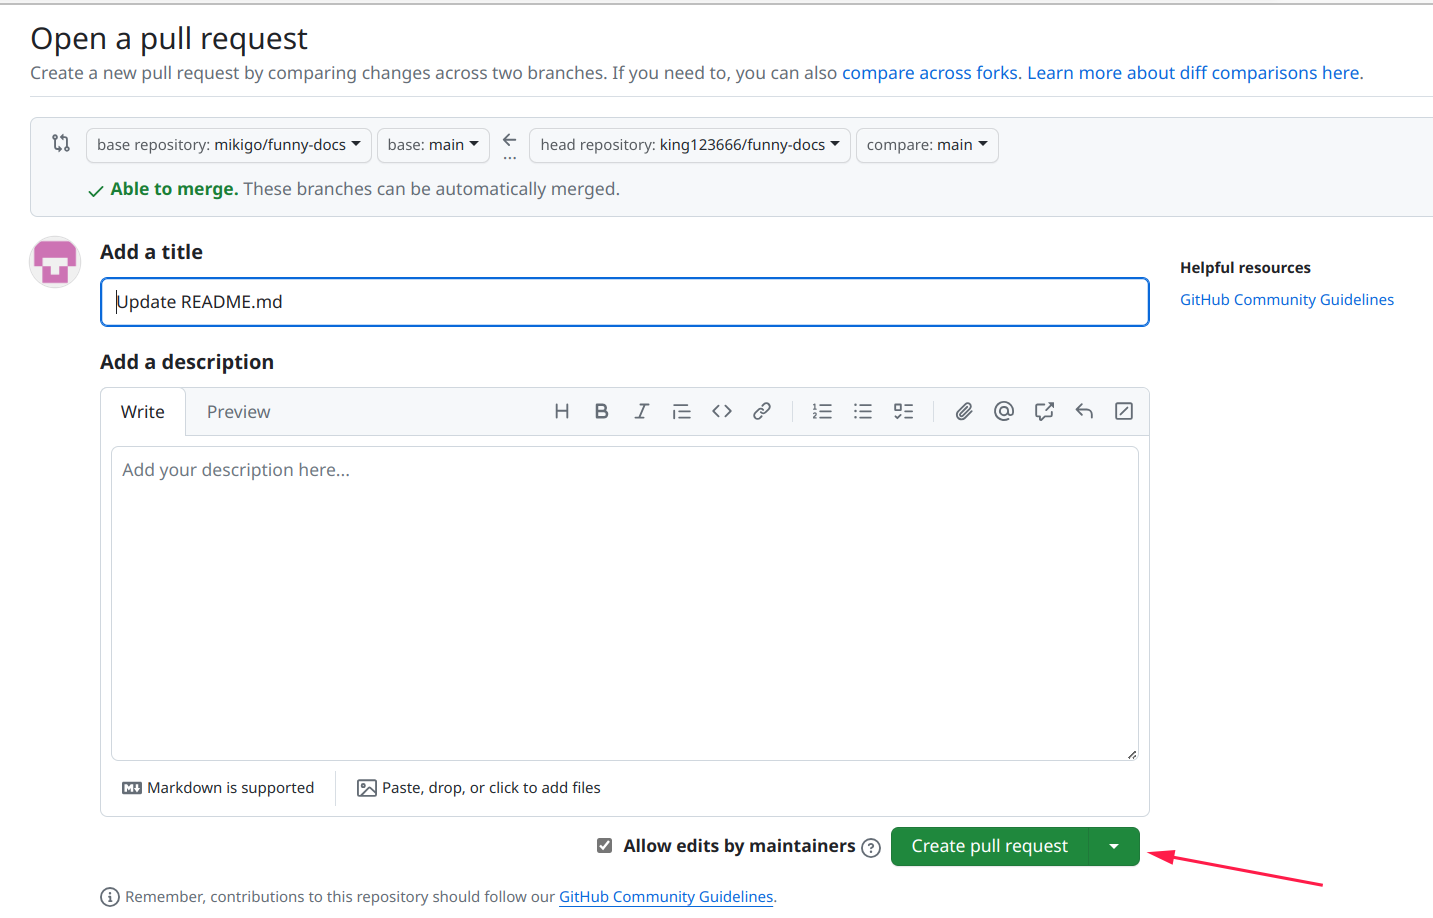 Open a pull request
Create a new pull request by comparing changes across two branches. If you need to, you can also compare across forks. Learn more about diff comparisons here.
base repository: mikigo/funny-docs base: main ... head repository: king123666/funny-docs compare: main
Able to merge. These branches can be automatically merged.
Add a title
Helpful resources
Update README.md
GitHub Community Guidelines
Add a description
Write Preview
Add your description here...
Markdown is supported Paste, drop, or click to add files
Allow edits by maintainers Create pull request
Remember, contributions to this repository should follow our GitHub Community Guidelines.